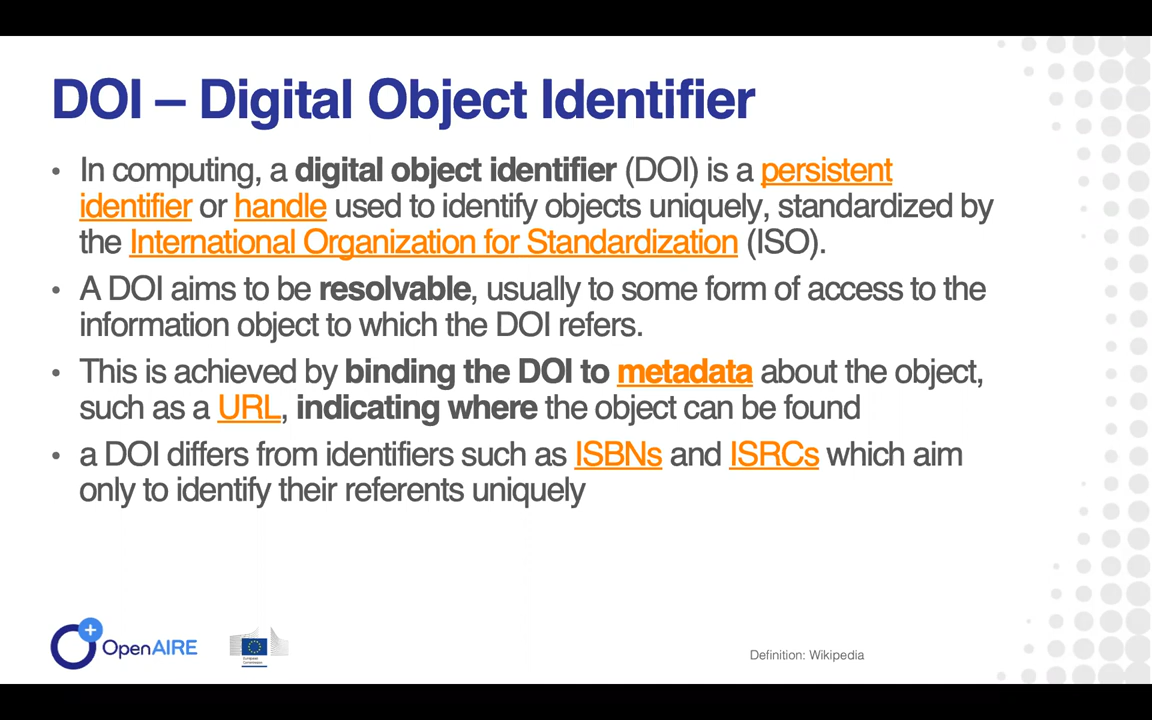 DOI – Digital Object Identifier
• In computing, a digital object identifier (DOI) is a persistent
identifier or handle used to identify objects uniquely, standardized by
the International Organization for Standardization (ISO).
• A DOI aims to be resolvable, usually to some form of access to the
information object to which the DOI refers.
• This is achieved by binding the DOI to metadata about the object,
such as a URL, indicating where the object can be found
• a DOI differs from identifiers such as ISBNs and ISRCs which aim
only to identify their referents uniquely
OpenAIRE
European
Commission
Definition: Wikipedia